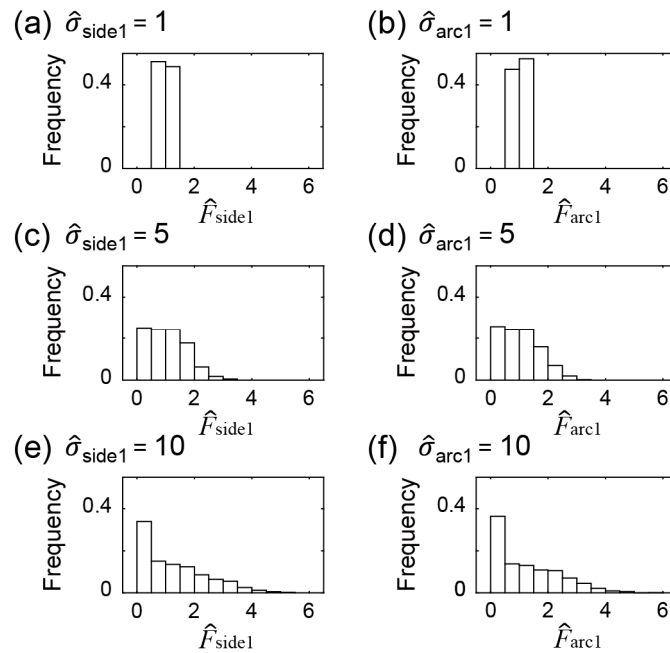 (a) σ̂side1 = 1
Frequency
0.4
0
0 2 4 6
F̂side1
(b) σ̂arc1 = 1
Frequency
0.4
0
0 2 4 6
F̂arc1
(c) σ̂side1 = 5
Frequency
0.4
0
0 2 4 6
F̂side1
(d) σ̂arc1 = 5
Frequency
0.4
0
0 2 4 6
F̂arc1
(e) σ̂side1 = 10
Frequency
0.4
0
0 2 4 6
F̂side1
(f) σ̂arc1 = 10
Frequency
0.4
0
0 2 4 6
F̂arc1